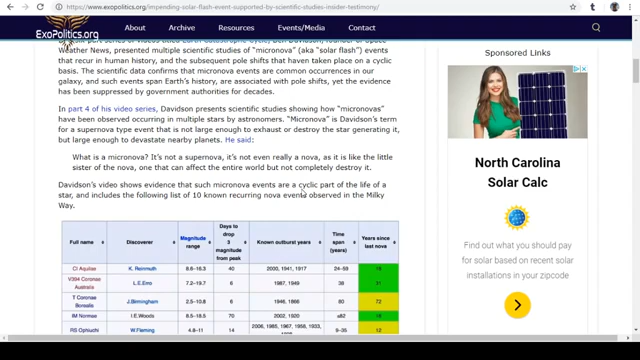 https://www.exopolitics.org/impending-solar-flash-event-supported-by-scientific-studies-insider-testimony/
ExoPolitics.org
About
Archive
Resources
Events/Media
Contact
Weather News, presented multiple scientific studies of "micronova" (aka "solar flash") events
that recur in human history, and the subsequent pole shifts that haven taken place on a cyclic
basis. The scientific data confirms that micronova events are common occurrences in our
galaxy, and such events span Earth's history, are associated with pole shifts, yet the evidence
has been suppressed by government authorities for decades.
In part 4 of his video series, Davidson presents scientific studies showing how "micronovas"
have been observed occurring in multiple stars by astronomers. "Micronova" is Davidson's term
for a supernova type event that is not large enough to exhaust or destroy the star generating it,
but large enough to devastate nearby planets. He said;
What is a micronova? It's not a supernova, it's not even really a nova, as it is like the little
sister of the nova, one that can affect the entire world but not completely destroy it.
Davidson's video shows evidence that such micronova events are a cyclic part of the life of a
star, and includes the following list of 10 known recurring nova events observed in the Milky
Way.
Full name Discoverer Magnitude range Days to drop 3 magnitude from peak Known outburst years Time span (years) Years since last nova
CI Aquilae K. Reinmuth 8.6–16.3 40 2000, 1941, 1917 24–59
V394 Coronae Australis L.E. Erro 7.2–19.7 6 1987, 1949 38 31
T Coronae Borealis J. Birmingham 2.5–10.8 6 1946, 1866 80 72
IM Normae I.E. Woods 8.5–18.5 70 2002, 1920 ≤82
RS Ophiuchi W. Fleming 4.8–11 14 9–35 12
Sponsored Links
North Carolina
Solar Calc
Find out what you should pay
for solar based on recent solar
installations in your zipcode